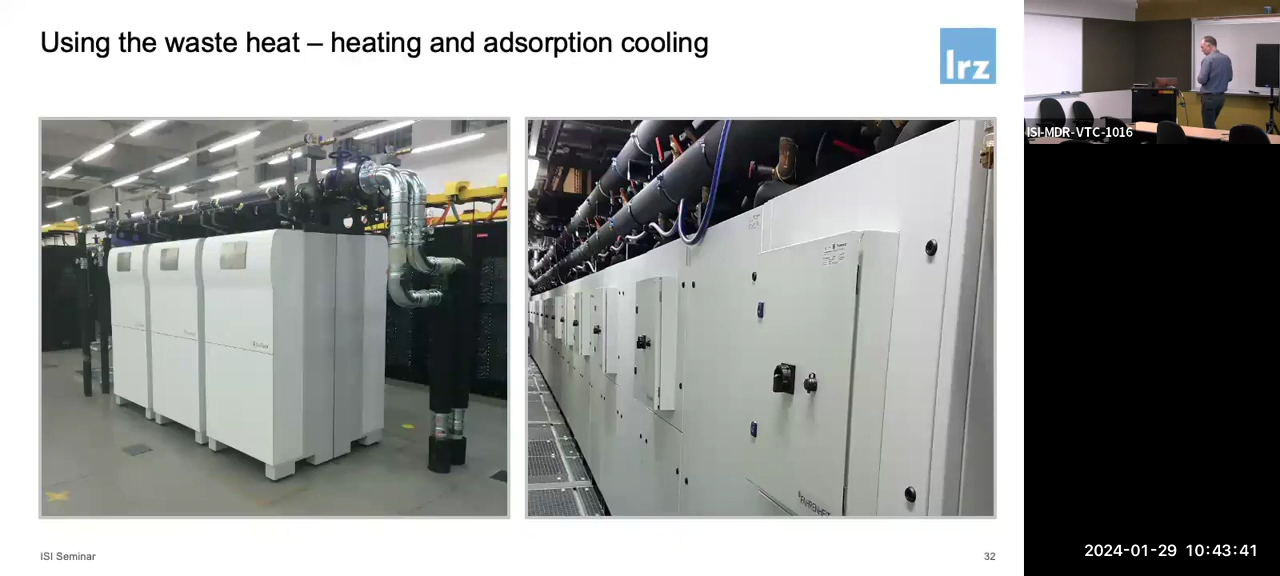 Using the waste heat – heating and adsorption cooling
lrz
ISI-MDR-VTC-1016
FAHRENHEIT
ISI Seminar
32
2024-01-29 10:43:41